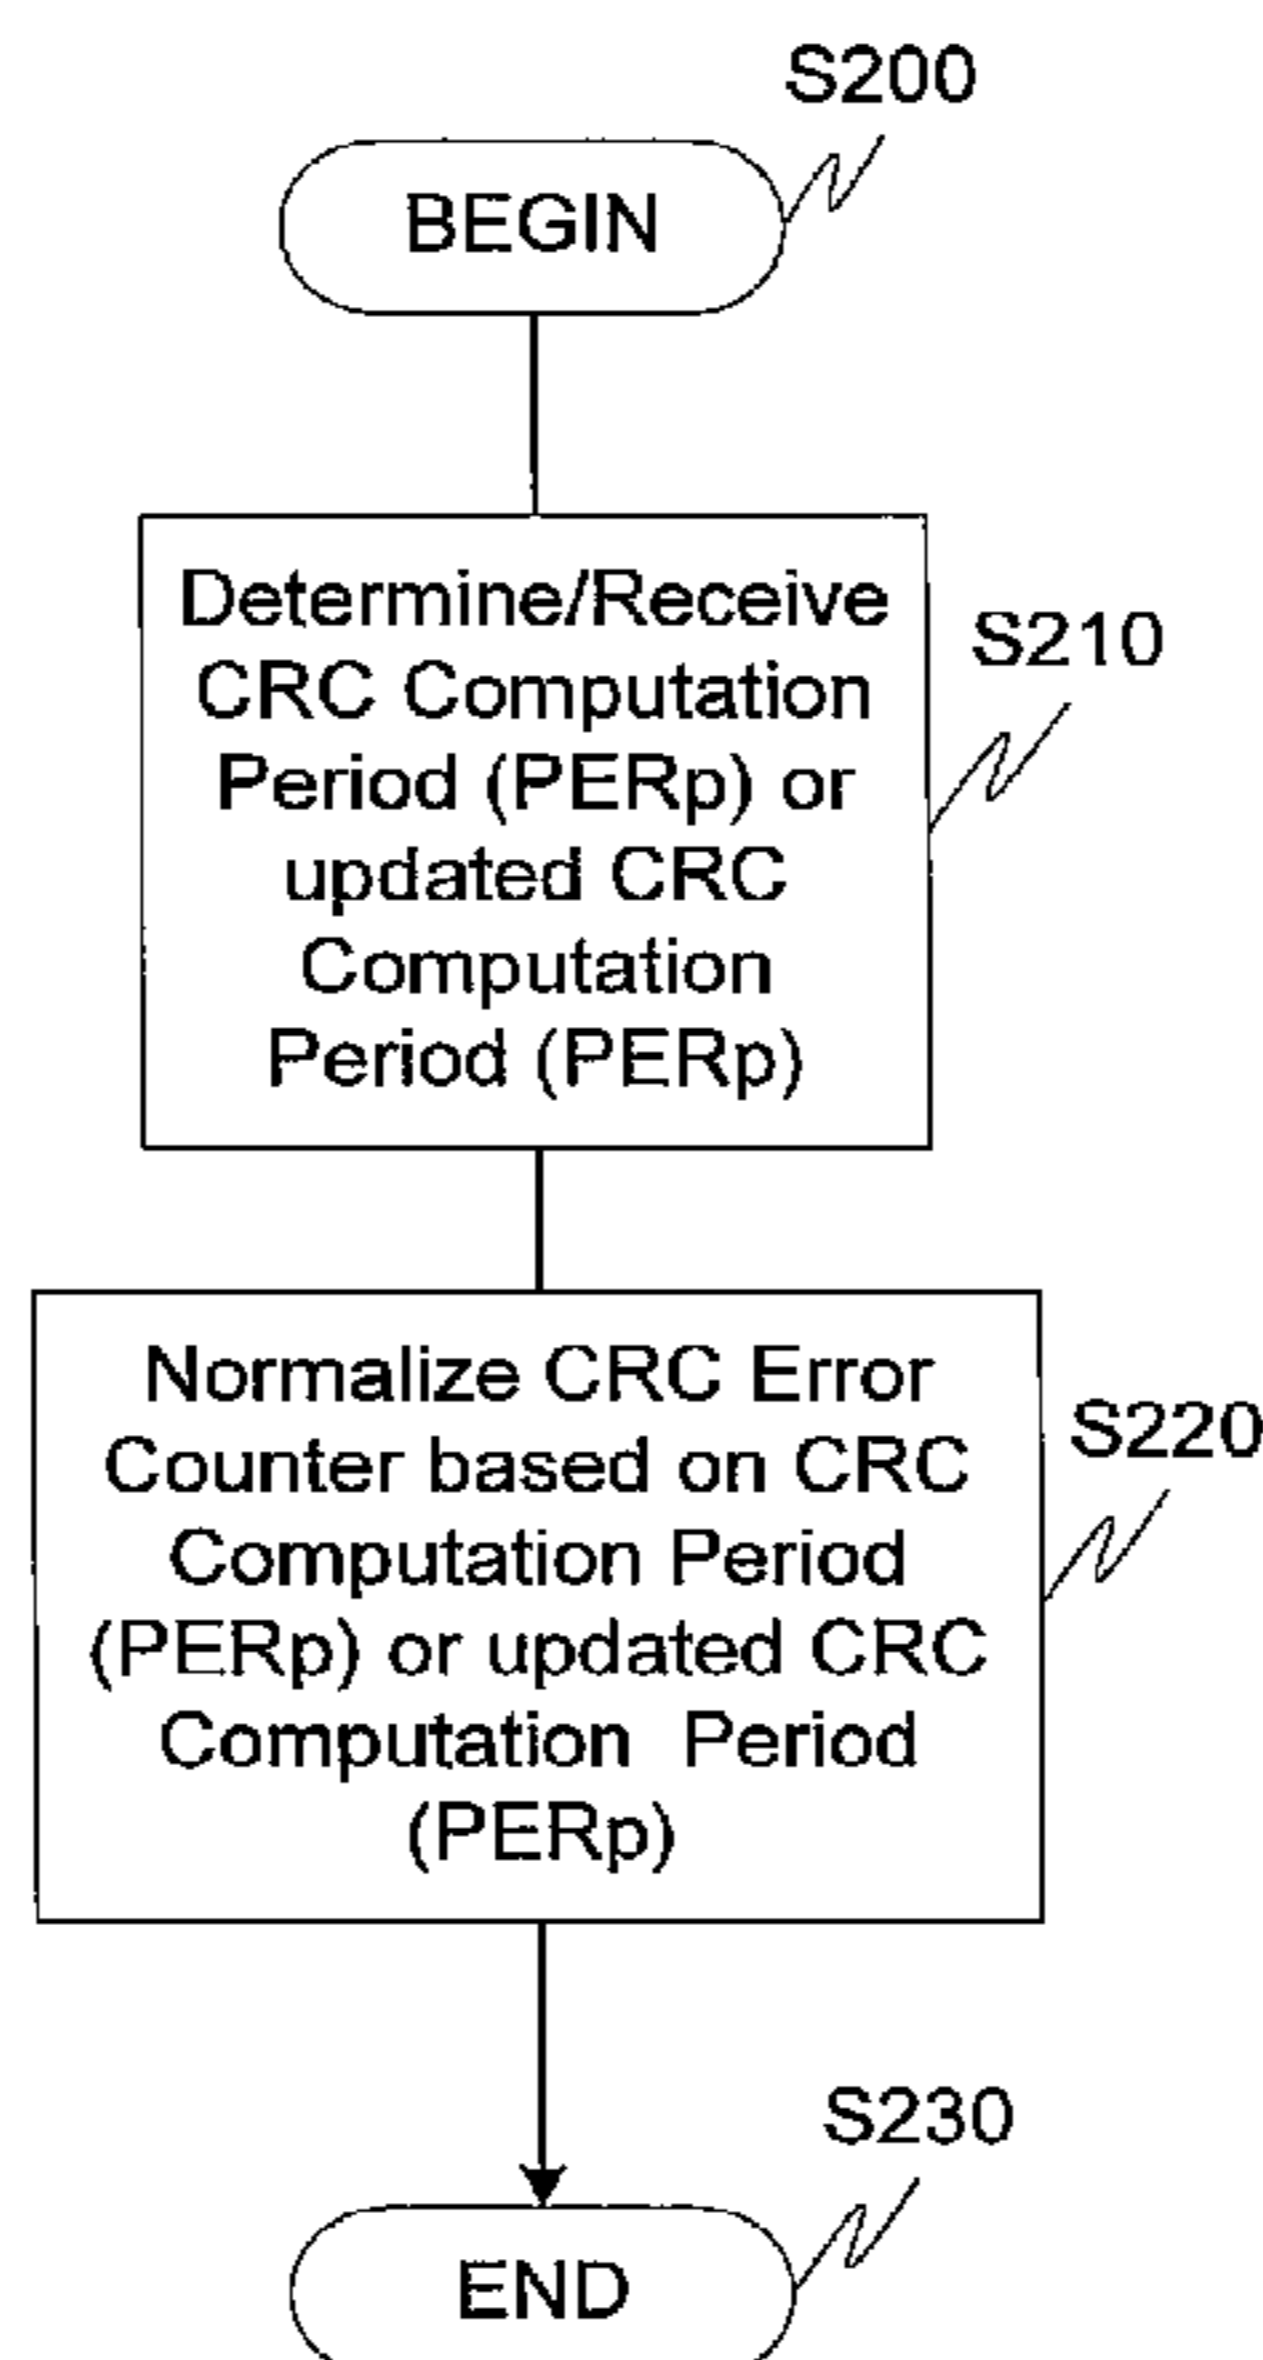 S200
BEGIN
Determine/Receive
CRC Computation
Period (PERp) or
updated CRC
Computation
Period (PERp)
S210
Normalize CRC Error
Counter based on CRC
Computation Period
(PERp) or updated CRC
Computation Period
(PERp)
S220
S230
END